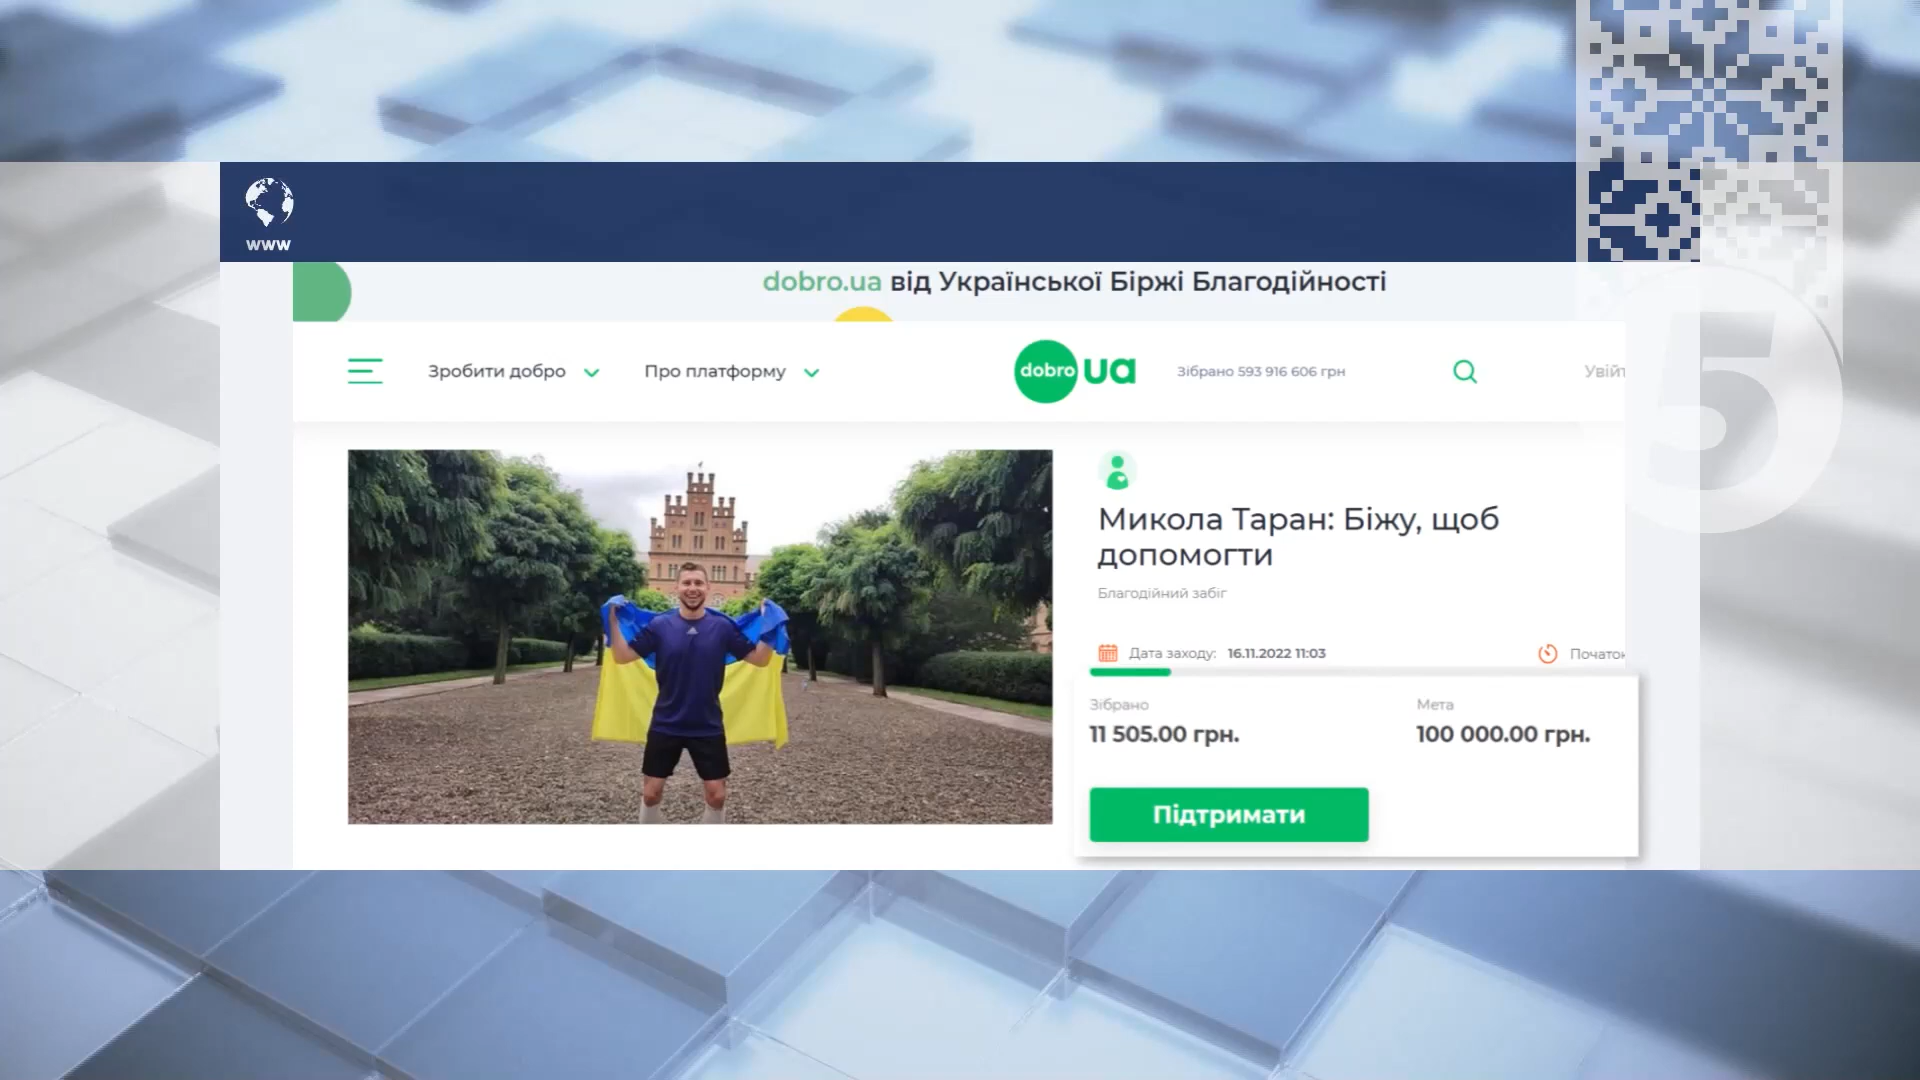 www
dobro.ua від Української Біржі Благодійності
Зробити добро
Про платформу
dobro ua
Зібрано 593 916 606 грн
5
Микола Таран: Біжу, щоб
допомогти
Благодійний забіг
Дата заходу: 16.11.2022 11:03
Зібрано
Мета
11 505.00 грн.
100 000.00 грн.
Підтримати